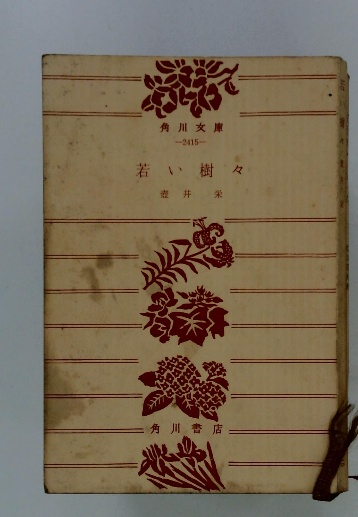 角川文庫
—2415—
若い樹々
壺井栄
角川書店